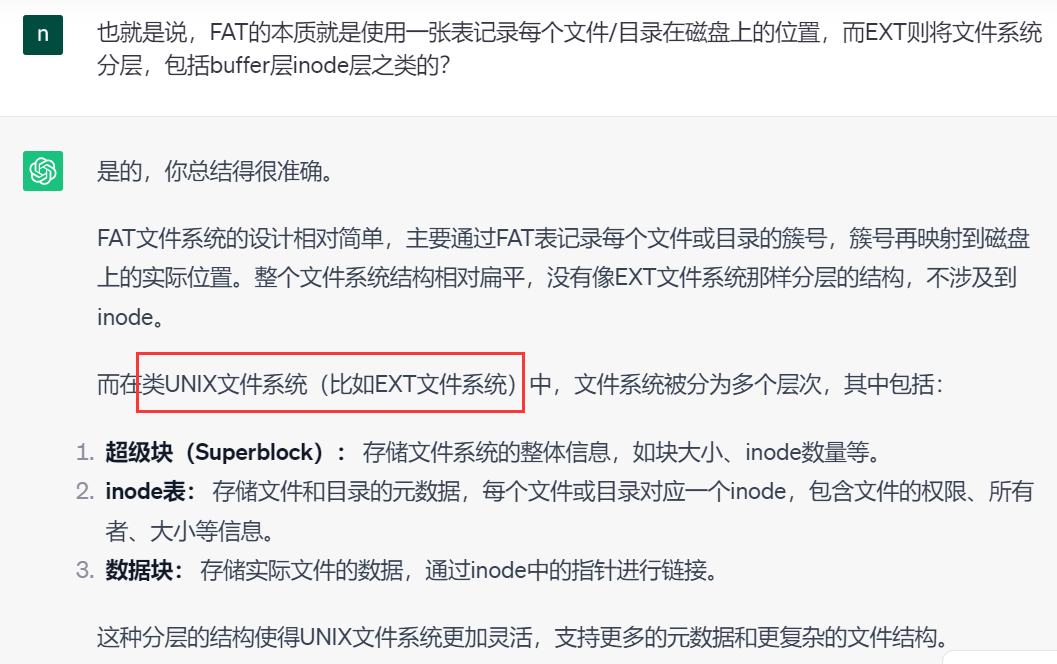 n
也就是说，FAT的本质就是使用一张表记录每个文件/目录在磁盘上的位置，而EXT则将文件系统
分层，包括buffer层inode层之类的？
是的，你总结得很准确。
FAT文件系统的设计相对简单，主要通过FAT表记录每个文件或目录的簇号，簇号再映射到磁盘
上的实际位置。整个文件系统结构相对扁平，没有像EXT文件系统那样分层的结构，不涉及到
inode。
而在类UNIX文件系统（比如EXT文件系统）中，文件系统被分为多个层次，其中包括：
1. 超级块（Superblock）： 存储文件系统的整体信息，如块大小、inode数量等。
2. inode表： 存储文件和目录的元数据，每个文件或目录对应一个inode，包含文件的权限、所有
者、大小等信息。
3. 数据块： 存储实际文件的数据，通过inode中的指针进行链接。
这种分层的结构使得UNIX文件系统更加灵活，支持更多的元数据和更复杂的文件结构。